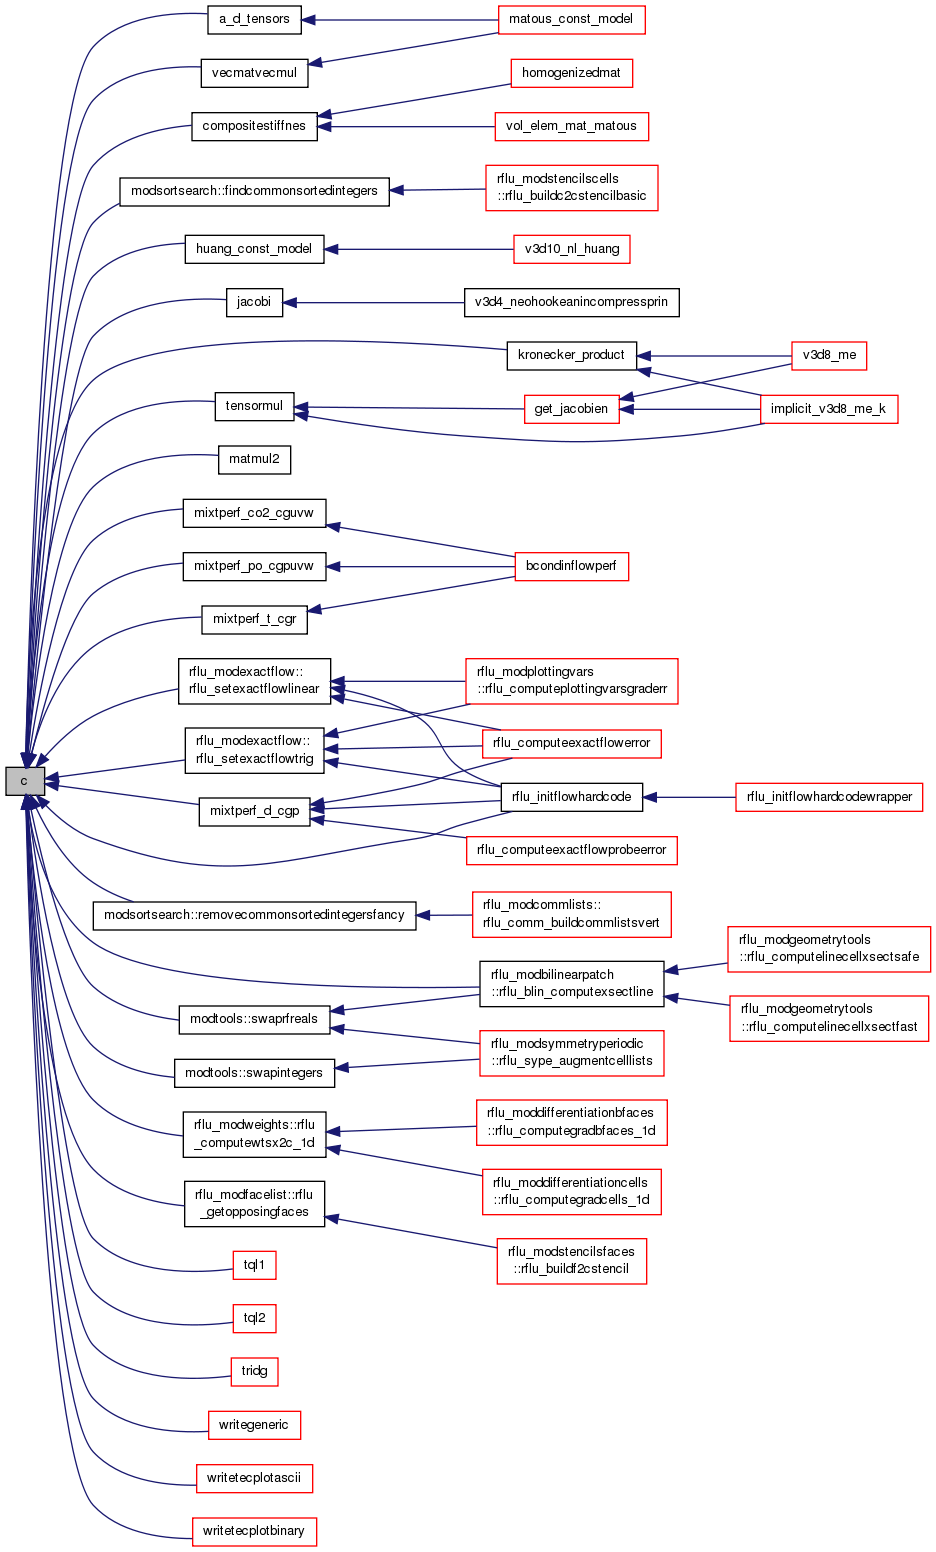 a_d_tensors
matous_const_model
vecmatvecmul
homogenizedmat
compositestiffnes
vol_elem_mat_matous
modsortsearch::findcommonsortedintegers
rflu_modstencilscells
::rflu_buildc2cstencilbasic
huang_const_model
v3d10_nl_huang
jacobi
v3d4_neohookeanincompressprin
kronecker_product
v3d8_me
tensormul
get_jacobien
implicit_v3d8_me_k
matmul2
mixtperf_co2_cguvw
mixtperf_po_cgpuvw
bcondinflowperf
mixtperf_t_cgr
rflu_modexactflow::
rflu_setexactflowlinear
rflu_modplottingvars
::rflu_computeplottingvarsgraderr
rflu_modexactflow::
rflu_setexactflowtrig
rflu_computeexactflowerror
c
mixtperf_d_cgp
rflu_initflowhardcode
rflu_initflowhardcodewrapper
rflu_computeexactflowprobeerror
modsortsearch::removecommonsortedintegersfancy
rflu_modcommlists::
rflu_comm_buildcommlistsvert
rflu_modbilinearpatch
::rflu_blin_computexsectline
rflu_modgeometrytools
::rflu_computelinecellxsectsafe
rflu_modgeometrytools
::rflu_computelinecellxsectfast
modtools::swaprfreals
rflu_modsymmetryperiodic
::rflu_sype_augmentcelllists
modtools::swapintegers
rflu_modweights::rflu
_computewtsx2c_1d
rflu_moddifferentiationbfaces
::rflu_computegradbfaces_1d
rflu_moddifferentiationcells
::rflu_computegradcells_1d
rflu_modfacelist::rflu
_getopposingfaces
rflu_modstencilsfaces
::rflu_buildf2cstencil
tql1
tql2
tridg
writegeneric
writetecplotascii
writetecplotbinary